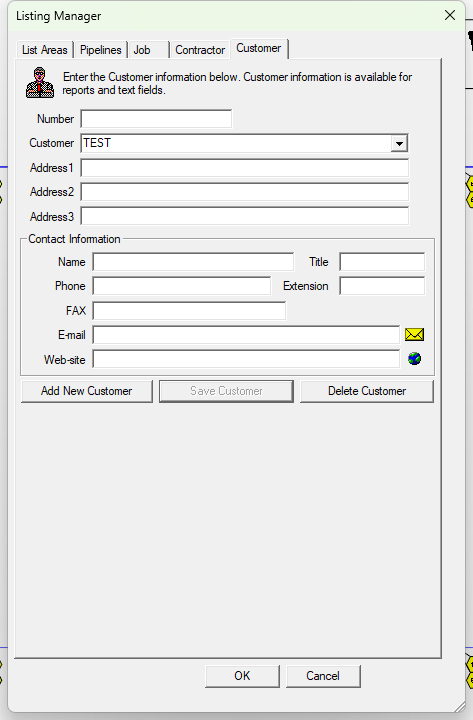 Listing Manager
List Areas Pipelines Job Contractor Customer
Enter the Customer information below. Customer information is available for
reports and text fields.
Number
Customer TEST
Address1
Address2
Address3
Contact Information
Name Title
Phone Extension
FAX
E-mail
Web-site
Add New Customer Save Customer Delete Customer
OK Cancel